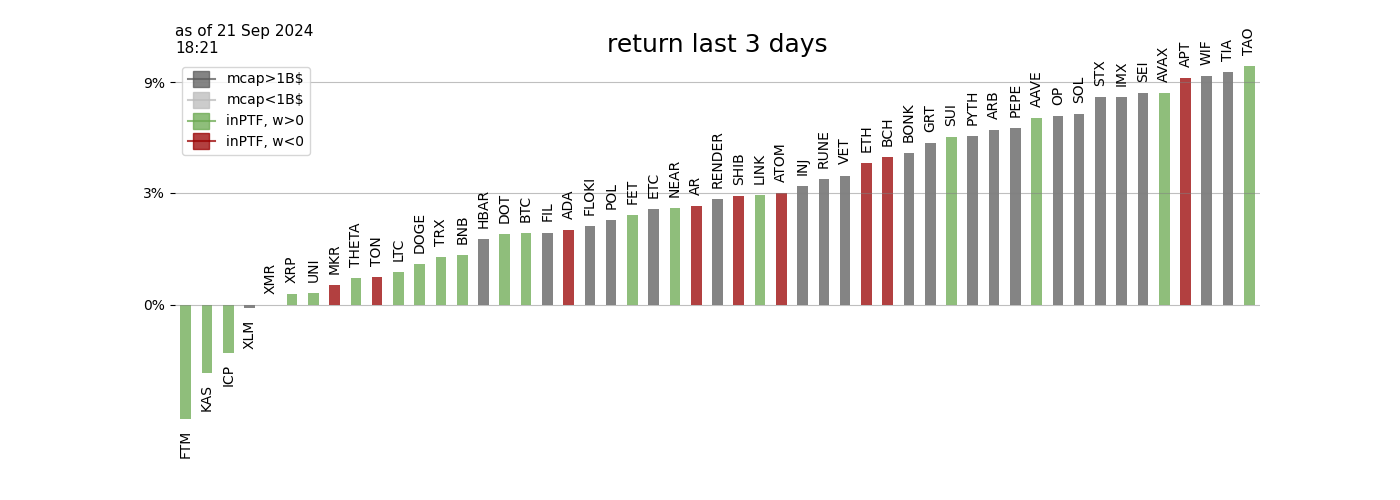 as of 21 Sep 2024
18:21
return last 3 days
mcap>1B$
mcap<1B$
inPTF, w>0
inPTF, w<0
9%
3%
0%
FTM
KAS
ICP
XLM
XMR
XRP
UNI
MKR
THETA
TON
LTC
DOGE
TRX
BNB
HBAR
DOT
BTC
FIL
ADA
FLOKI
POL
FET
ETC
NEAR
AR
RENDER
SHIB
LINK
ATOM
INJ
RUNE
VET
ETH
BCH
BONK
GRT
SUI
PYTH
ARB
PEPE
AAVE
OP
SOL
STX
IMX
SEI
AVAX
APT
WIF
TIA
TAO